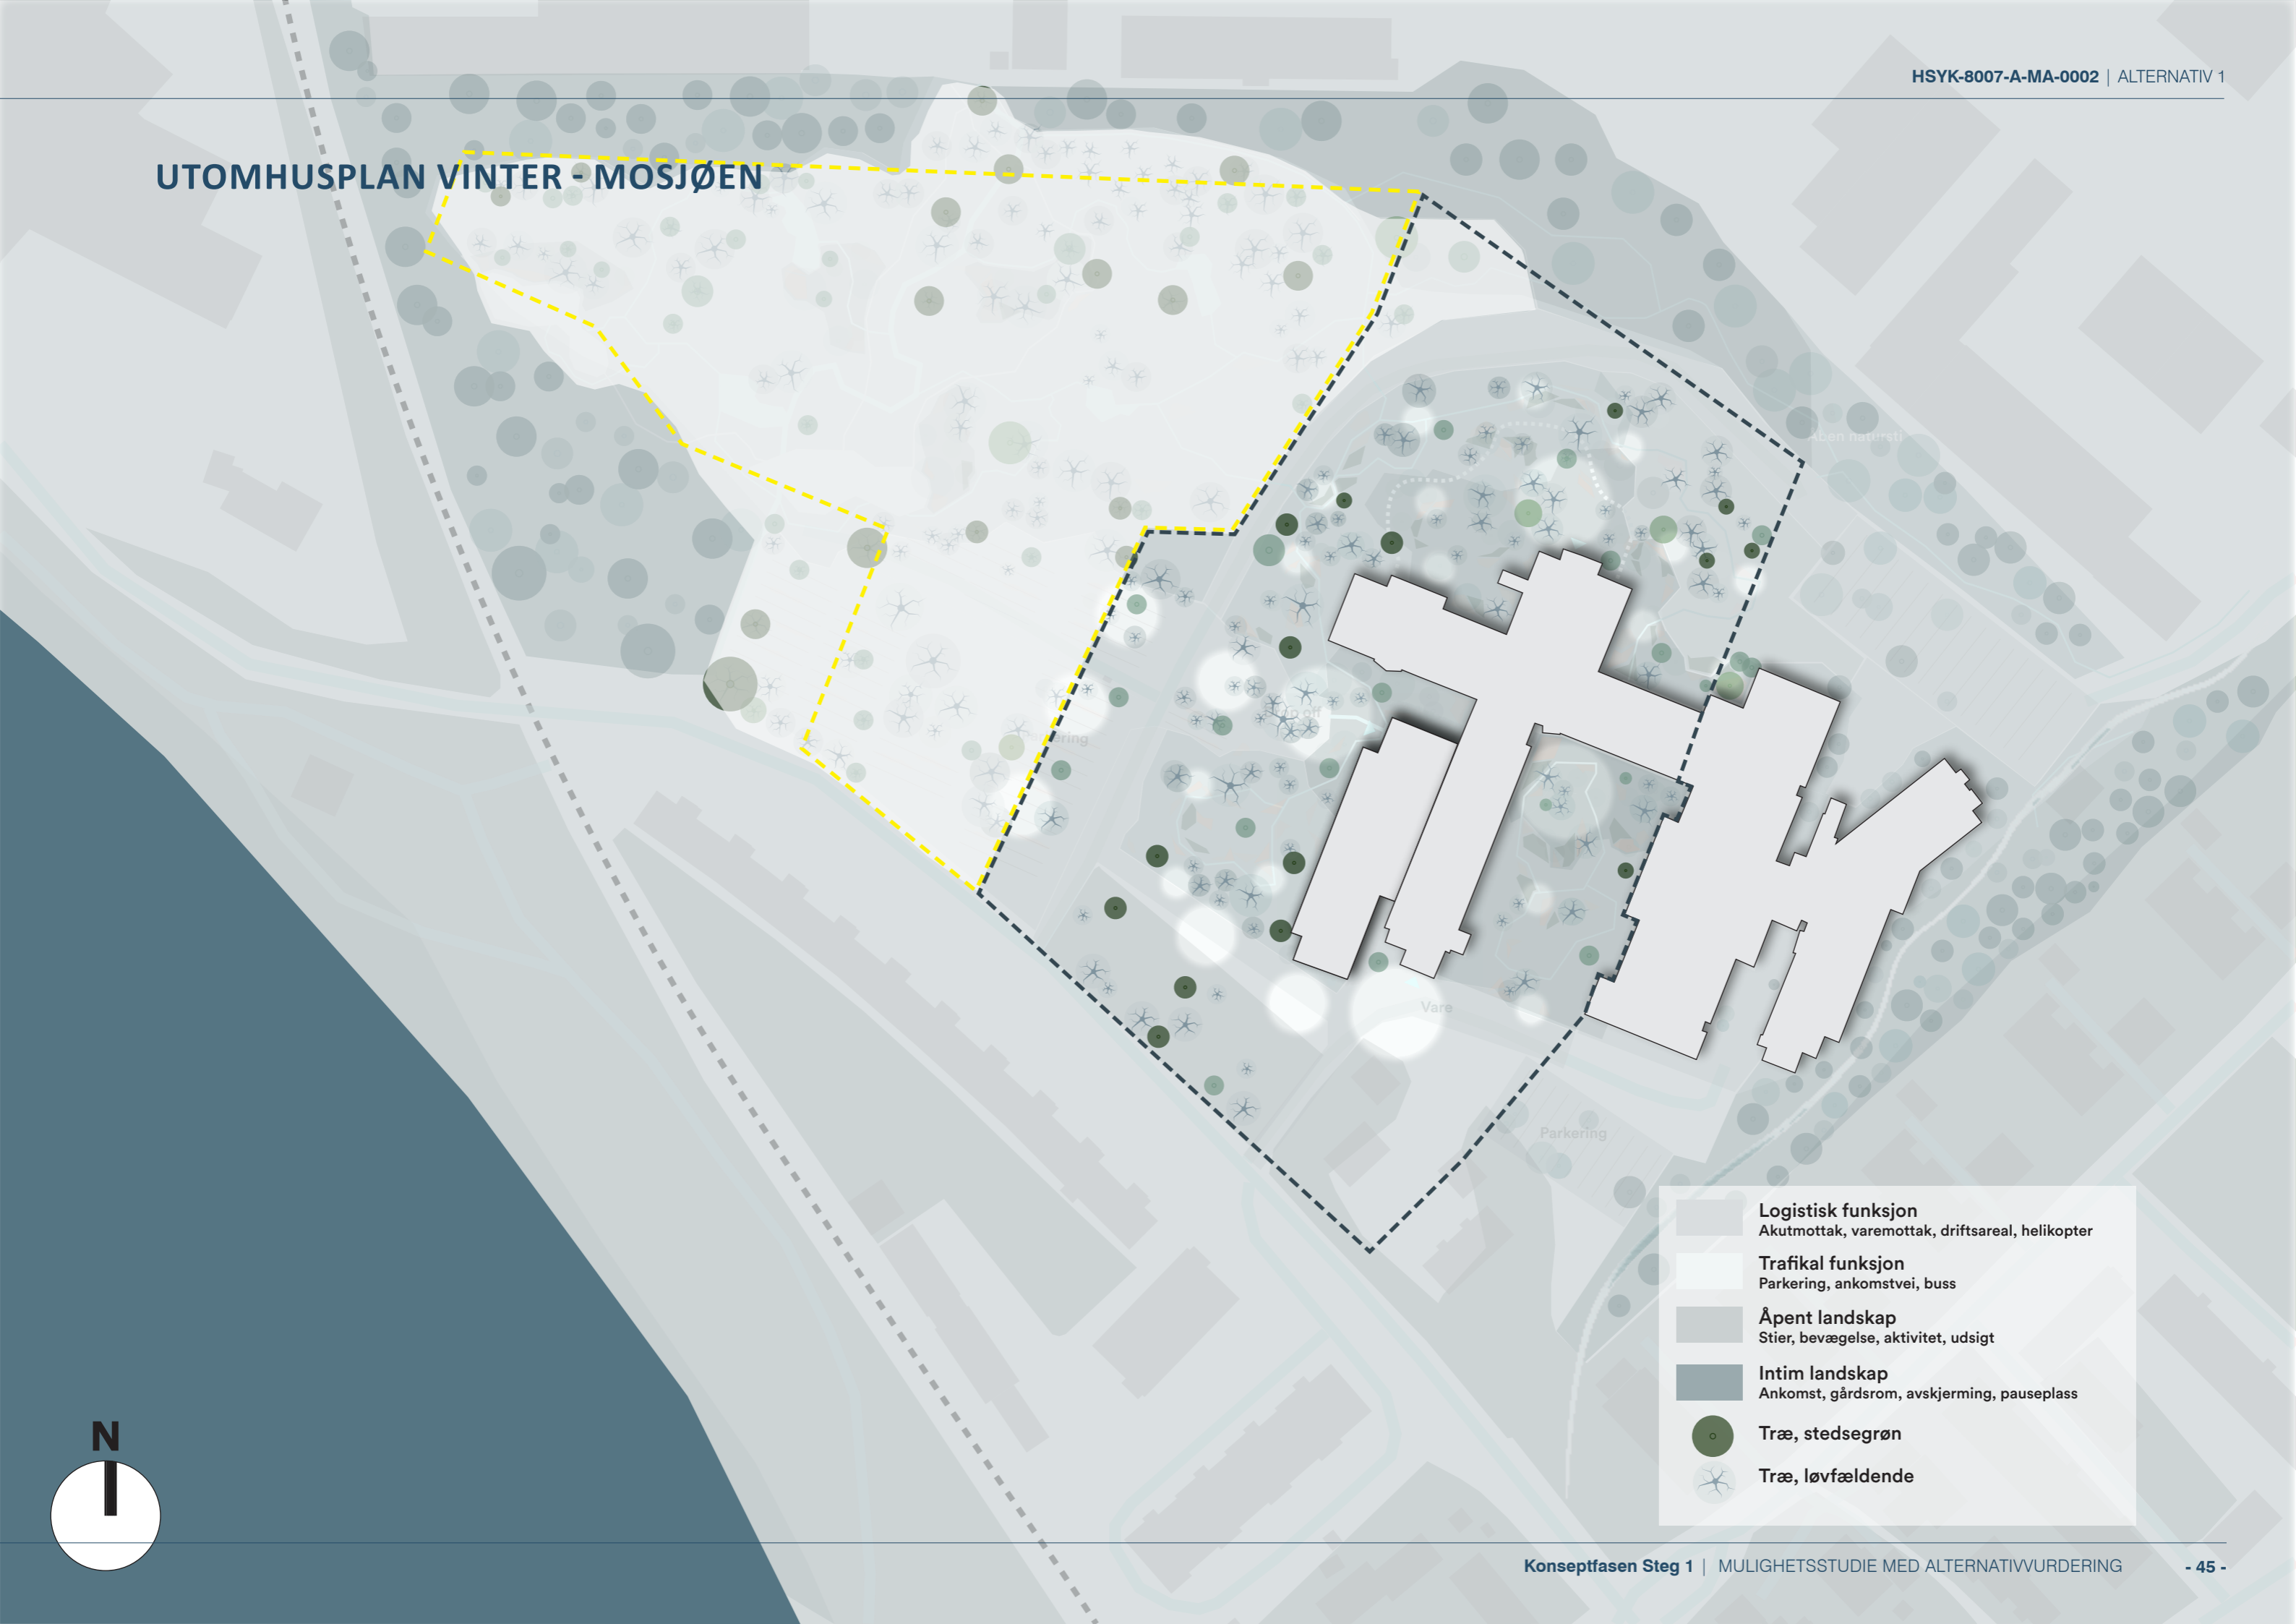 HSYK-8007-A-MA-0002 | ALTERNATIV 1
UTOMHUSPLAN VINTER - MOSJØEN
Vare
Parkering
Logistisk funksjon
Akutmottak, varemottak, driftsareal, helikopter
Trafikal funksjon
Parkering, ankomstvei, buss
Åpent landskap
Stier, bevægelse, aktivitet, udsigt
Intim landskap
Ankomst, gårdsrom, avskjerming, pauseplass
Træ, stedsegrøn
Træ, løvfældende
N
Konseptfasen Steg 1 | MULIGHETSSTUDIE MED ALTERNATIVVURDERING - 45 -